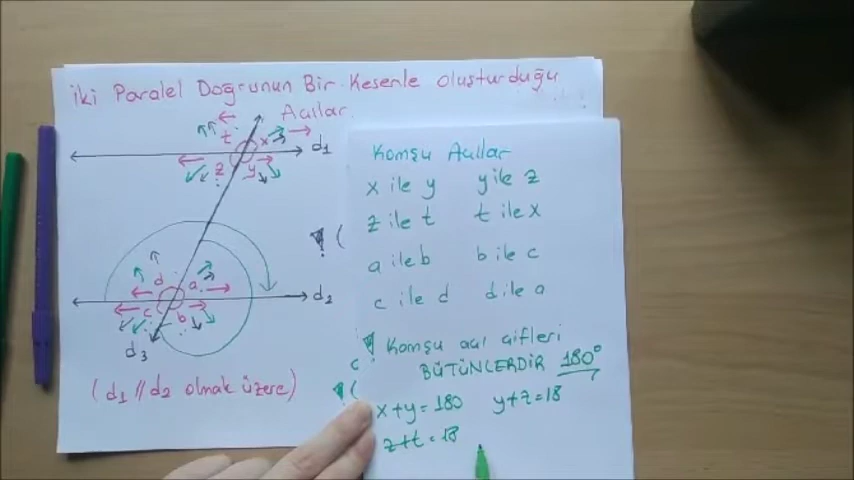 iki Paralel Doğrunun Bir Kesenle oluşturduğu
Açılar.
t x d1
z y
d a d2
c b
d3
(d1 // d2 olmak üzere)
Komşu Açılar
x ile y y ile z
z ile t t ile x
a ile b b ile c
c ile d d ile a
Komşu açı çiftleri
BÜTÜNLERDİR 180°
x+y=180 y+z=18
z+t=18